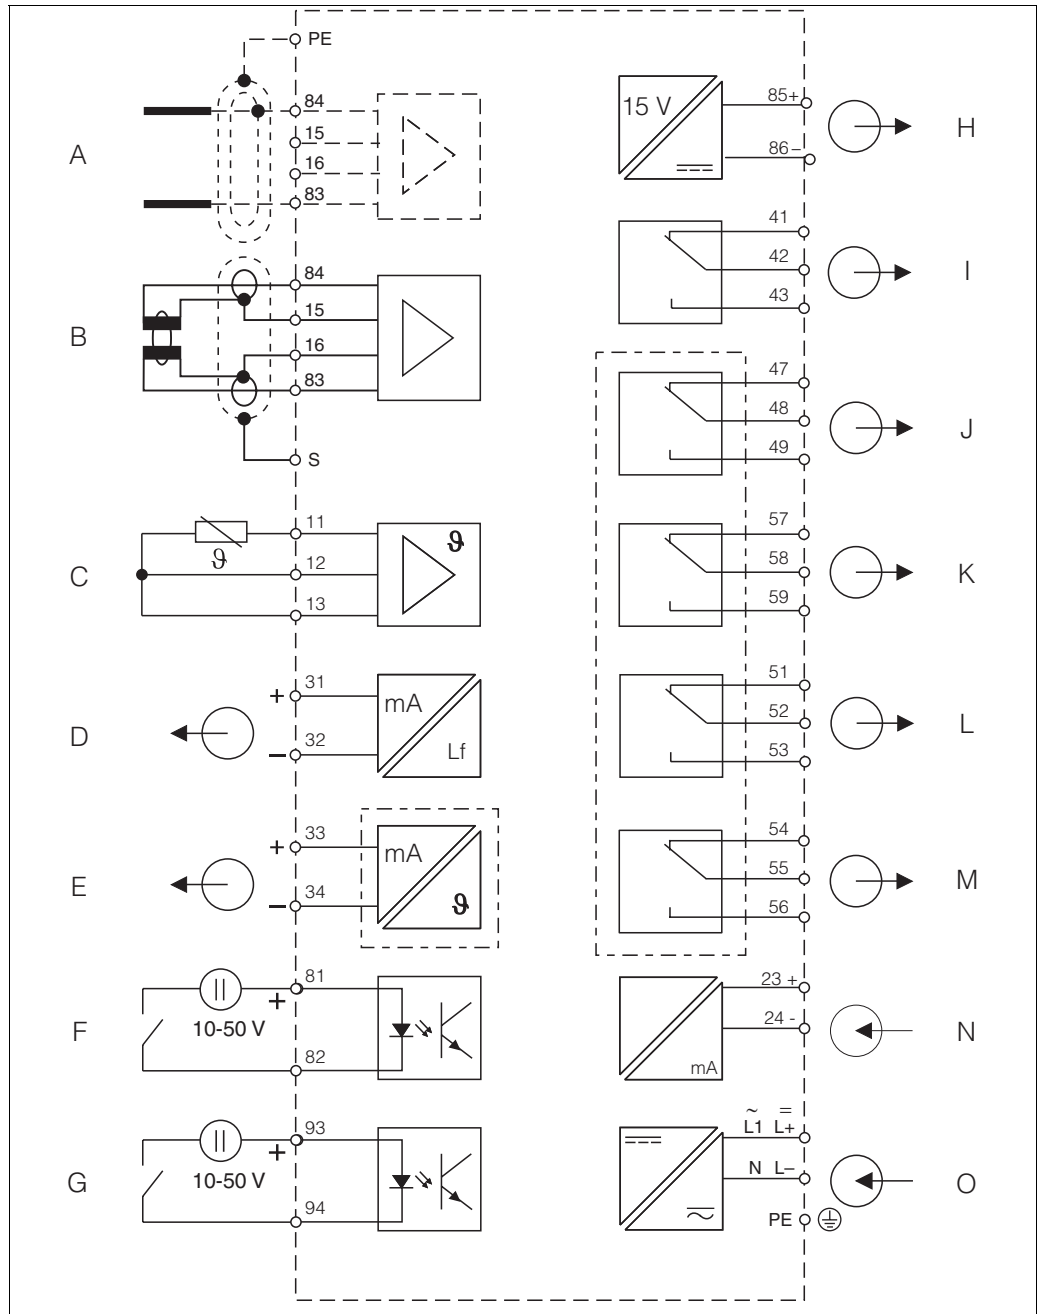 PE
A
84
15
16
83
B
84
15
16
83
S
C
ϑ
11
12
13
ϑ
D
+ 31
− 32
mA
Lf
E
+ 33
− 34
mA
ϑ
F
10-50 V
+
81
82
G
10-50 V
+
93
94
15 V
85+
86−
H
41
42
43
I
47
48
49
J
57
58
59
K
51
52
53
L
54
55
56
M
23 +
24 -
mA
N
~ =
L1 L+
N L−
PE
O